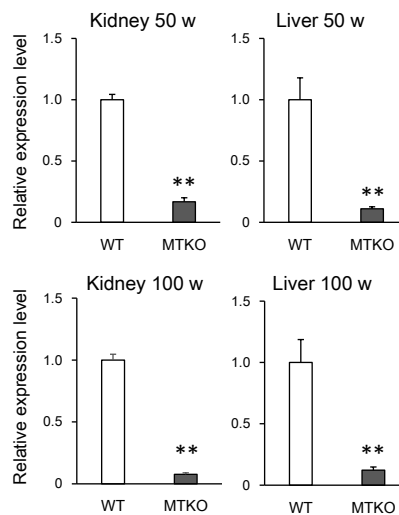 Kidney 50 w
Liver 50 w
Relative expression level
1.5
1.0
0.5
0
**
WT
MTKO
1.5
1.0
0.5
0
**
WT
MTKO
Kidney 100 w
Liver 100 w
Relative expression level
1.5
1.0
0.5
0
**
WT
MTKO
1.5
1.0
0.5
0
**
WT
MTKO